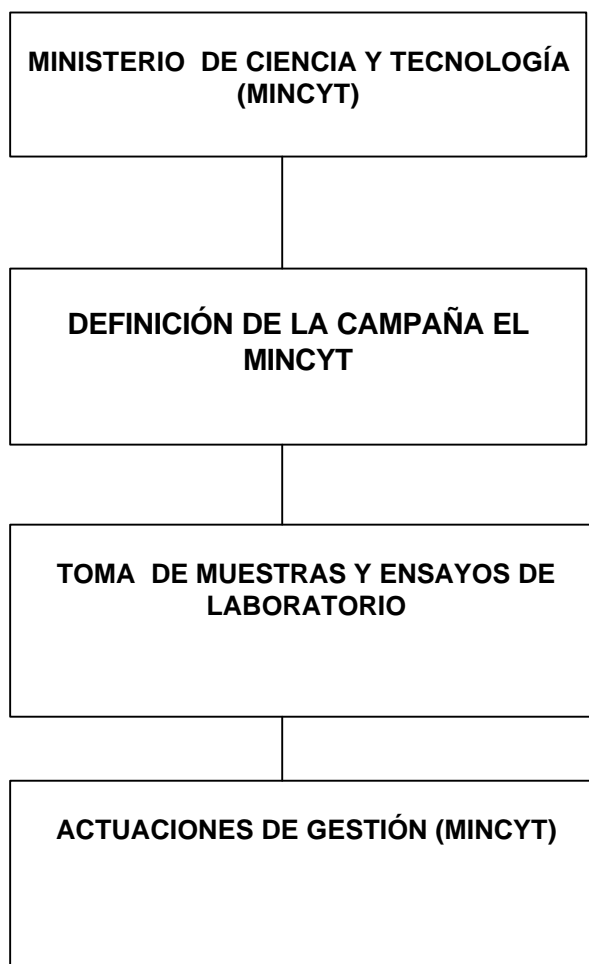 MINISTERIO DE CIENCIA Y TECNOLOGÍA
(MINCYT)
DEFINICIÓN DE LA CAMPAÑA EL
MINCYT
TOMA DE MUESTRAS Y ENSAYOS DE
LABORATORIO
ACTUACIONES DE GESTIÓN (MINCYT)